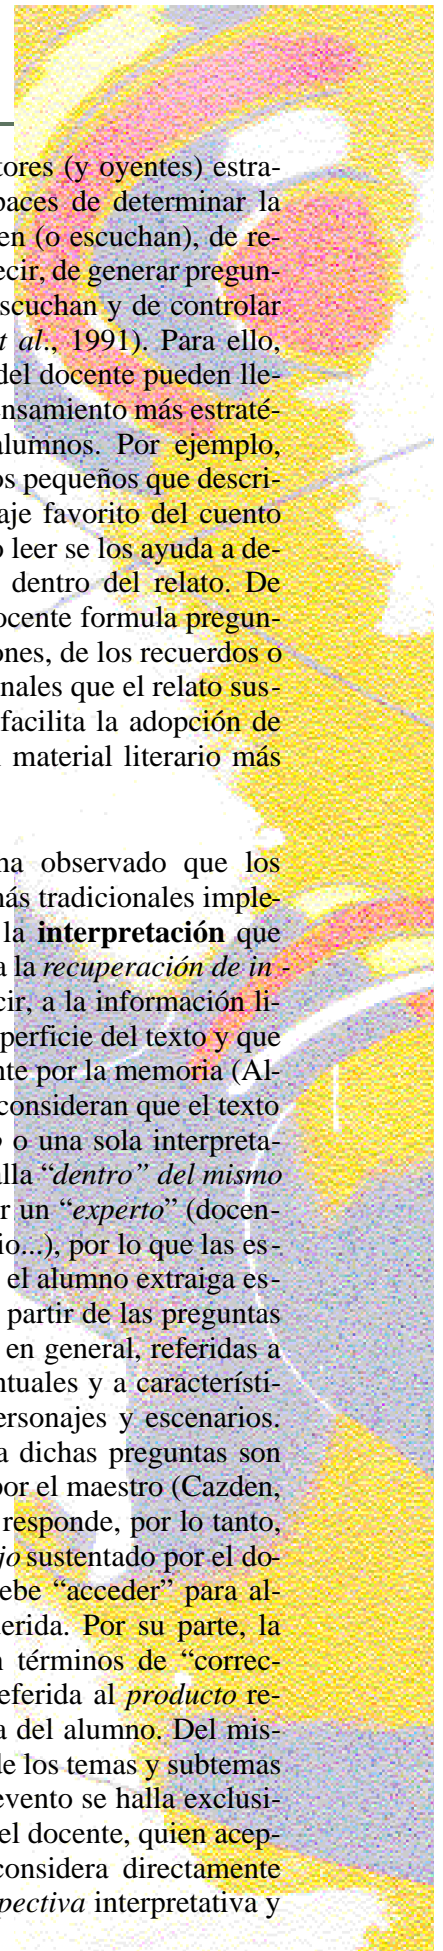 tores (y oyentes) estra-
paces de determinar la
en (o escuchan), de re-
ecir, de generar pregun-
escuchan y de controlar
t al., 1991). Para ello,
del docente pueden lle-
ensamiento más estraté-
alumnos. Por ejemplo,
os pequeños que descri-
aje favorito del cuento
o leer se los ayuda a de-
dentro del relato. De
ocente formula pregun-
ones, de los recuerdos o
nales que el relato sus-
facilita la adopción de
l material literario más
na observado que los
más tradicionales imple-
la interpretación que
a la recuperación de in -
cir, a la información li-
perficie del texto y que
nte por la memoria (Al-
consideran que el texto
o o una sola interpreta-
alla “dentro” del mismo
r un “experto” (docen-
io...), por lo que las es-
el alumno extraiga es-
partir de las preguntas
en general, referidas a
ntuales y a característi-
ersonajes y escenarios.
a dichas preguntas son
por el maestro (Cazden,
responde, por lo tanto,
jo sustentado por el do-
ebe “acceder” para al-
erida. Por su parte, la
n términos de “correc-
eferida al producto re-
a del alumno. Del mis-
de los temas y subtemas
evento se halla exclusi-
el docente, quien acep-
considera directamente
pectiva interpretativa y